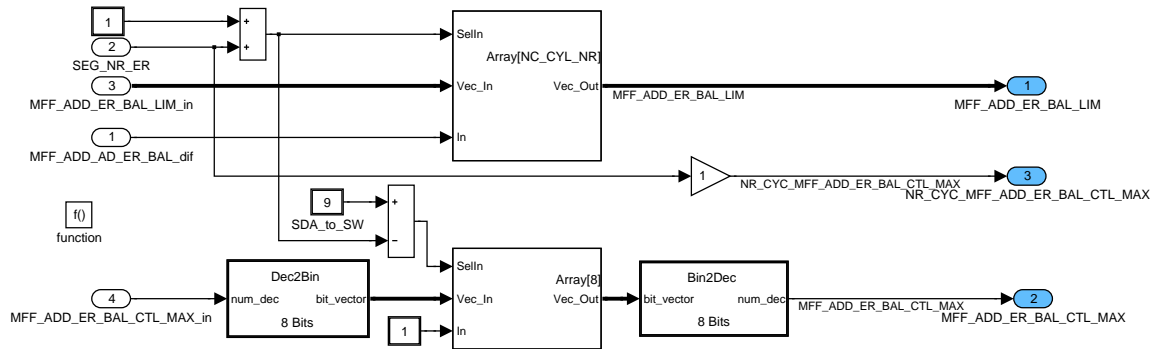 1
+
+
2
SEG_NR_ER
3
MFF_ADD_ER_BAL_LIM_in
1
MFF_ADD_AD_ER_BAL_dif
SelIn
Array[NC_CYL_NR]
Vec_In
Vec_Out
In
MFF_ADD_ER_BAL_LIM
1
MFF_ADD_ER_BAL_LIM
1
NR_CYC_MFF_ADD_ER_BAL_CTL_MAX
3
NR_CYC_MFF_ADD_ER_BAL_CTL_MAX
f()
function
9
SDA_to_SW
+
−
4
MFF_ADD_ER_BAL_CTL_MAX_in
Dec2Bin
num_dec
bit_vector
8 Bits
1
SelIn
Array[8]
Vec_In
Vec_Out
In
Bin2Dec
bit_vector
num_dec
8 Bits
MFF_ADD_ER_BAL_CTL_MAX
2
MFF_ADD_ER_BAL_CTL_MAX